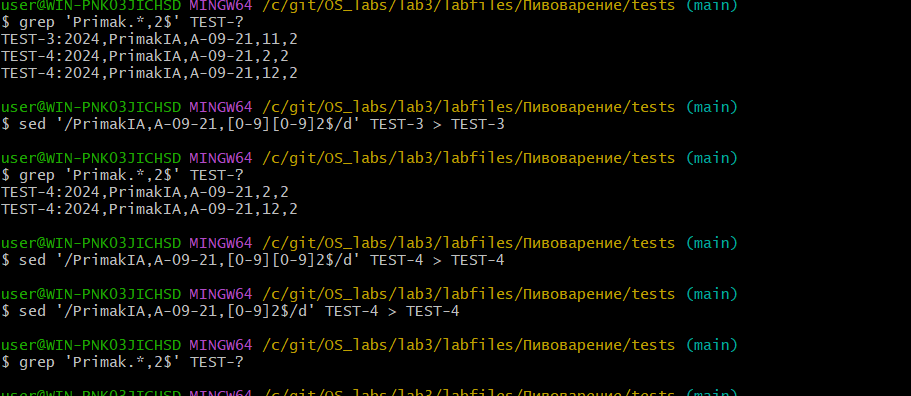 user@WIN-PNKO3JICHSD MINGW64 /c/git/OS_labs/lab3/labfiles/Пивоварение/tests (main)
$ grep 'Primak.*,2$' TEST-?
TEST-3:2024,PrimakIA,A-09-21,11,2
TEST-4:2024,PrimakIA,A-09-21,2,2
TEST-4:2024,PrimakIA,A-09-21,12,2
user@WIN-PNKO3JICHSD MINGW64 /c/git/OS_labs/lab3/labfiles/Пивоварение/tests (main)
$ sed '/PrimakIA,A-09-21,[0-9][0-9]2$/d' TEST-3 > TEST-3
user@WIN-PNKO3JICHSD MINGW64 /c/git/OS_labs/lab3/labfiles/Пивоварение/tests (main)
$ grep 'Primak.*,2$' TEST-?
TEST-4:2024,PrimakIA,A-09-21,2,2
TEST-4:2024,PrimakIA,A-09-21,12,2
user@WIN-PNKO3JICHSD MINGW64 /c/git/OS_labs/lab3/labfiles/Пивоварение/tests (main)
$ sed '/PrimakIA,A-09-21,[0-9][0-9]2$/d' TEST-4 > TEST-4
user@WIN-PNKO3JICHSD MINGW64 /c/git/OS_labs/lab3/labfiles/Пивоварение/tests (main)
$ sed '/PrimakIA,A-09-21,[0-9]2$/d' TEST-4 > TEST-4
user@WIN-PNKO3JICHSD MINGW64 /c/git/OS_labs/lab3/labfiles/Пивоварение/tests (main)
$ grep 'Primak.*,2$' TEST-?
user@WIN-PNKO3JICHSD MINGW64 /c/git/OS_labs/lab3/labfiles/Пивоварение/tests (main)